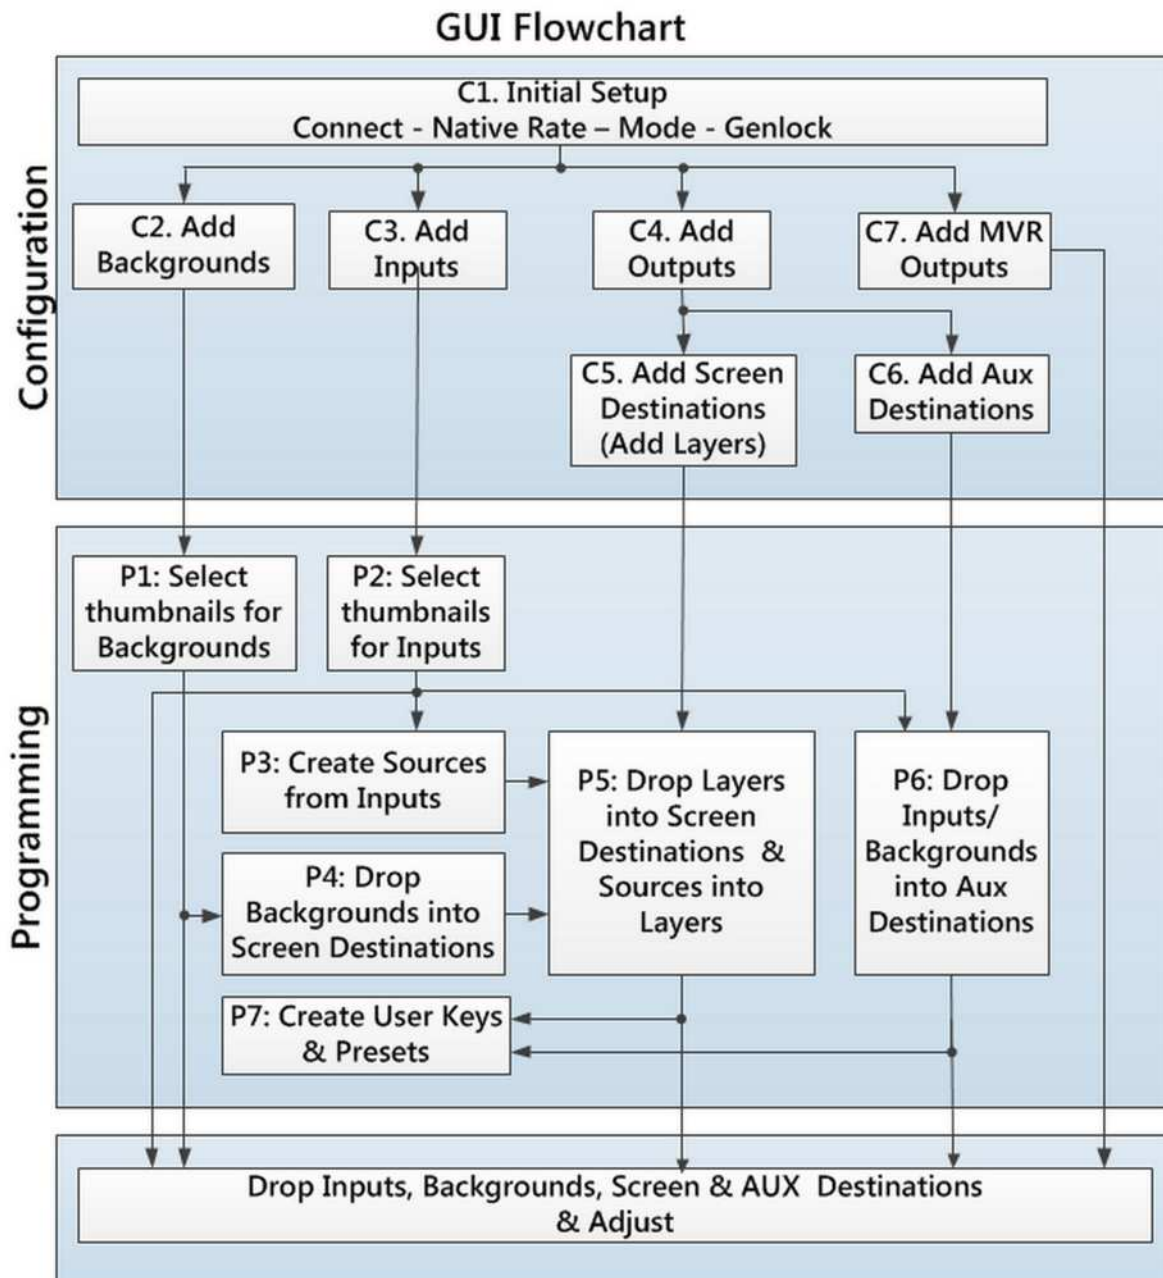 GUI Flowchart
Configuration
C1. Initial Setup
Connect - Native Rate – Mode - Genlock
C2. Add
Backgrounds
C3. Add
Inputs
C4. Add
Outputs
C7. Add MVR
Outputs
C5. Add Screen
Destinations
(Add Layers)
C6. Add Aux
Destinations
Programming
P1: Select
thumbnails for
Backgrounds
P2: Select
thumbnails
for Inputs
P3: Create Sources
from Inputs
P4: Drop
Backgrounds into
Screen Destinations
P5: Drop Layers
into Screen
Destinations &
Sources into
Layers
P6: Drop
Inputs/
Backgrounds
into Aux
Destinations
P7: Create User Keys
& Presets
Drop Inputs, Backgrounds, Screen & AUX Destinations
& Adjust